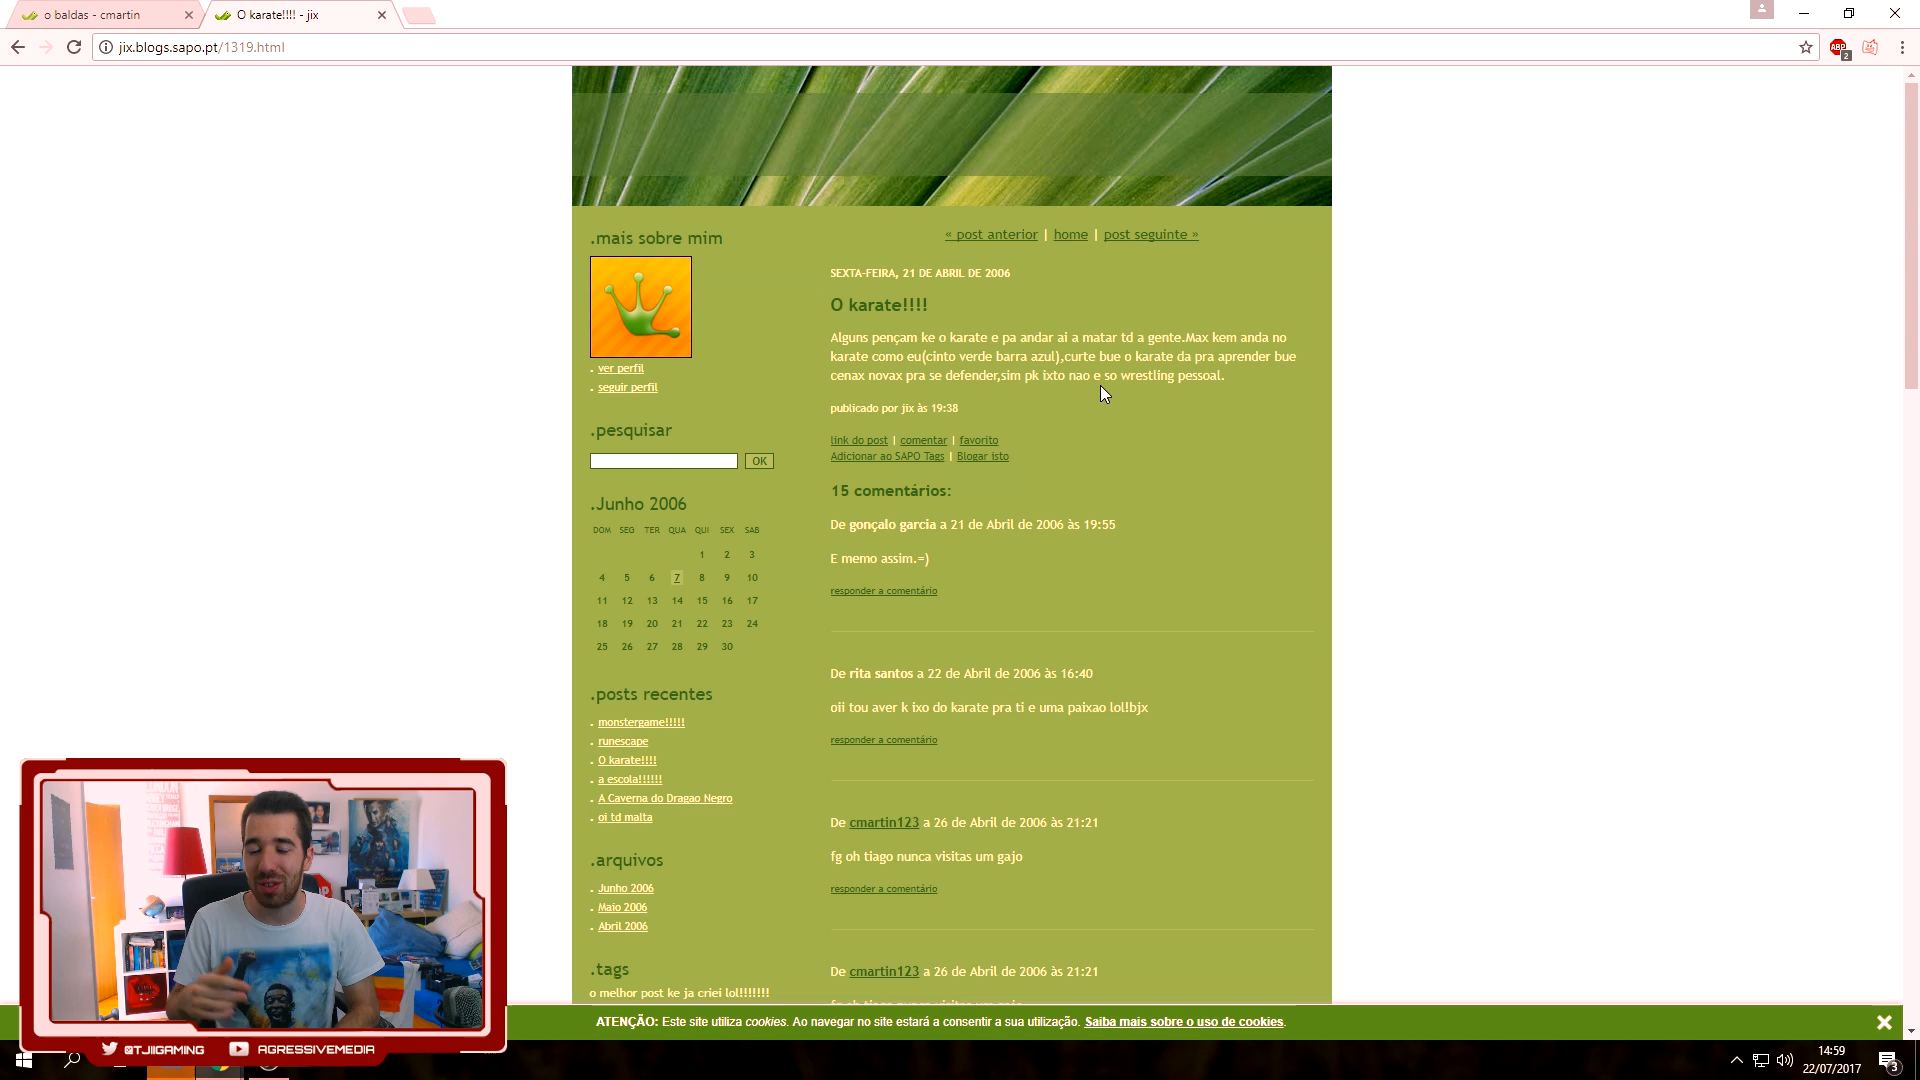 o baldas - cmartin
O karate!!!! - jix
jix.blogs.sapo.pt/1319.html
ABP
2
.mais sobre mim
. ver perfil
. seguir perfil
.pesquisar
OK
.Junho 2006
DOM SEG TER QUA QUI SEX SAB
1 2 3
4 5 6 7 8 9 10
11 12 13 14 15 16 17
18 19 20 21 22 23 24
25 26 27 28 29 30
.posts recentes
. monstergame!!!!!
. runescape
. O karate!!!!
. a escola!!!!!!
. A Caverna do Dragao Negro
. oi td malta
.arquivos
. Junho 2006
. Maio 2006
. Abril 2006
.tags
o melhor post ke ja criei lol!!!!!!!
« post anterior | home | post seguinte »
SEXTA-FEIRA, 21 DE ABRIL DE 2006
O karate!!!!
Alguns pençam ke o karate e pa andar ai a matar td a gente.Max kem anda no
karate como eu(cinto verde barra azul),curte bue o karate da pra aprender bue
cenax novax pra se defender,sim pk ixto nao e so wrestling pessoal.
publicado por jix às 19:38
link do post | comentar | favorito
Adicionar ao SAPO Tags | Blogar isto
15 comentários:
De gonçalo garcia a 21 de Abril de 2006 às 19:55
E memo assim.=)
responder a comentário
De rita santos a 22 de Abril de 2006 às 16:40
oii tou aver k ixo do karate pra ti e uma paixao lol!bjx
responder a comentário
De cmartin123 a 26 de Abril de 2006 às 21:21
fg oh tiago nunca visitas um gajo
responder a comentário
De cmartin123 a 26 de Abril de 2006 às 21:21
fg oh tiago nunca visitas um gajo
ATENÇÃO: Este site utiliza cookies. Ao navegar no site estará a consentir a sua utilização. Saiba mais sobre o uso de cookies.
@TJIIGAMING
AGRESSIVEMEDIA
14:59
22/07/2017
3